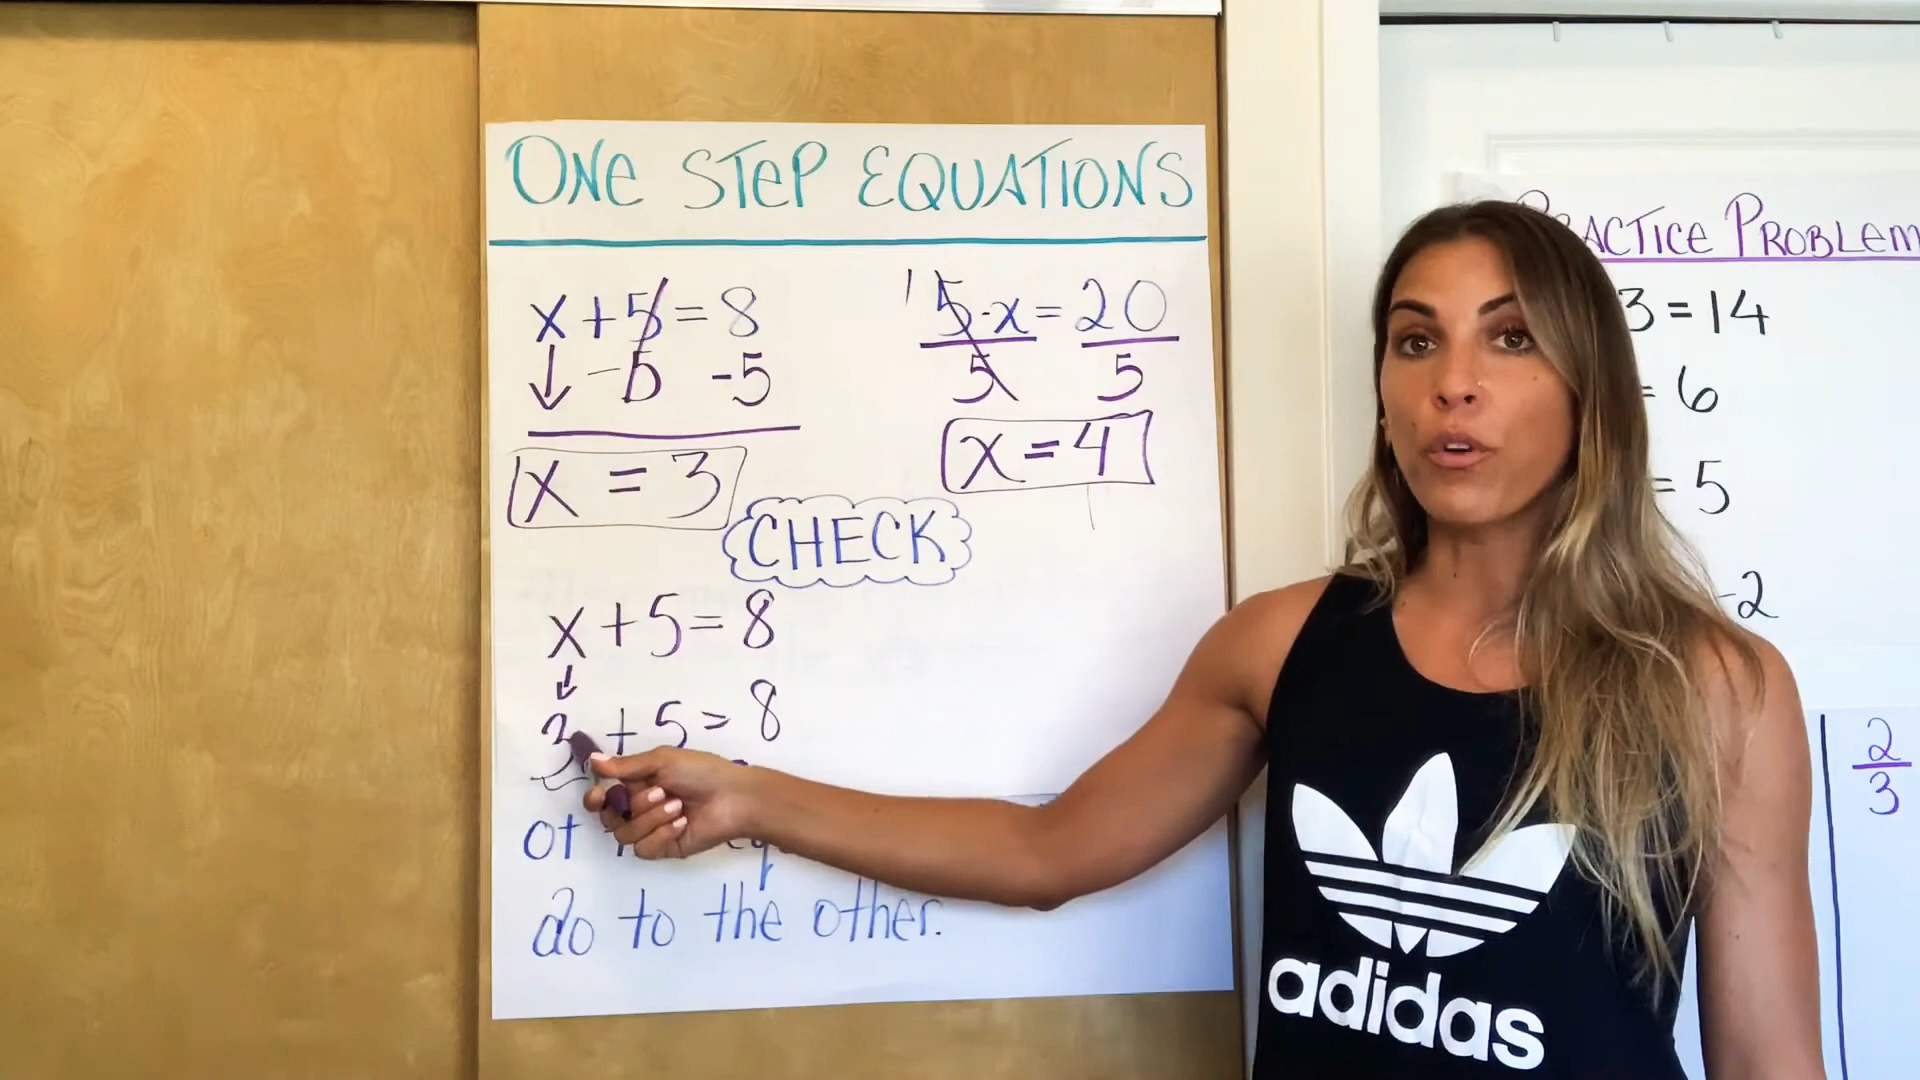 ONE STEP EQUATIONS
x + 5 = 8
- 5 -5
x = 3
1 5·x = 20
5 5
x = 4
CHECK
x + 5 = 8
3 + 5 = 8
do to the other.
PRACTICE PROBLEM
3 = 14
= 6
= 5
-2
2
3
adidas